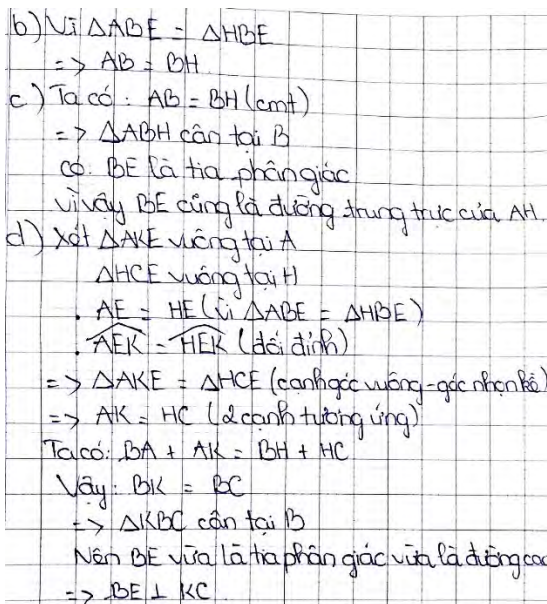 b) Vì ΔABE = ΔHBE
=> AB = BH
c) Ta có: AB = BH (cmt)
=> ΔABH cân tại B
có: BE là tia phân giác
vì vậy BE cũng là đường trung trực của AH.
d) Xét ΔAKE vuông tại A
ΔHCE vuông tại H
. AE = HE (vì ΔABE = ΔHBE)
. AEK = HEK (đối đỉnh)
=> ΔAKE = ΔHCE (cạnh góc vuông - góc nhọn kề)
=> AK = HC (2 cạnh tương ứng)
Ta có: BA + AK = BH + HC
Vậy: BK = BC
=> ΔKBC cân tại B
Nên BE vừa là tia phân giác vừa là đường cao
=> BE ⊥ KC